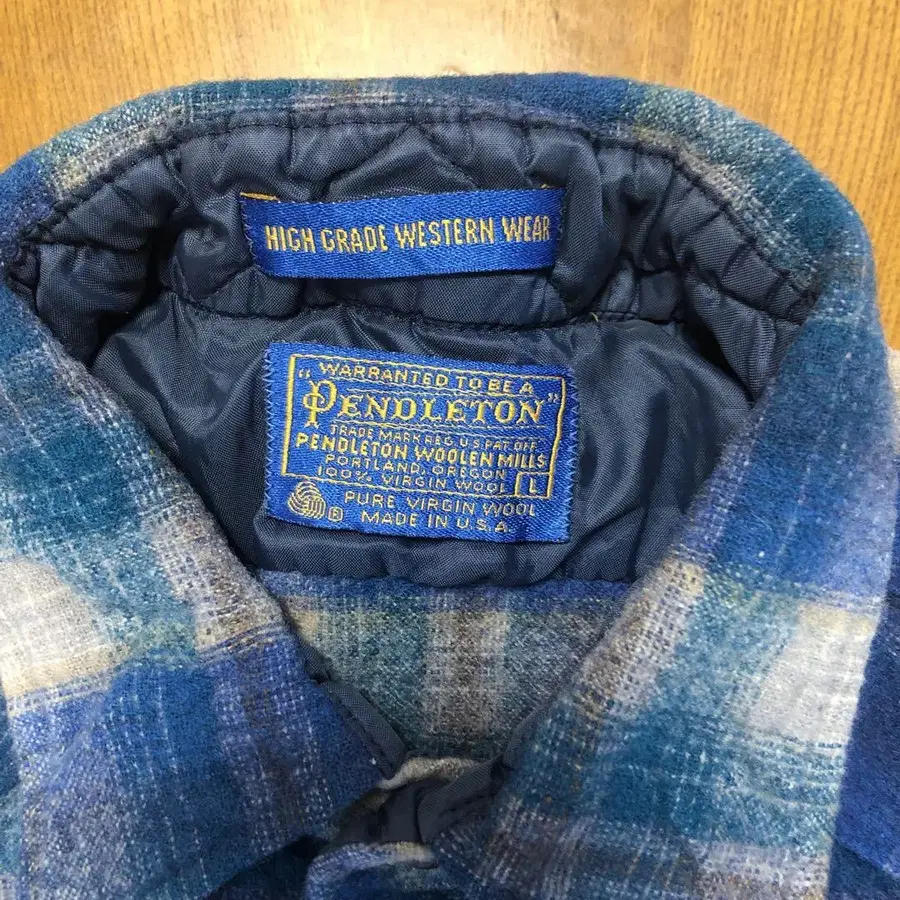 HIGH GRADE WESTERN WEAR
"WARRANTED TO BE A
PENDLETON"
TRADE MARK REG. U.S. PAT. OFF.
PENDLETON WOOLEN MILLS
PORTLAND, OREGON
100% VIRGIN WOOL L
® PURE VIRGIN WOOL
MADE IN U.S.A.